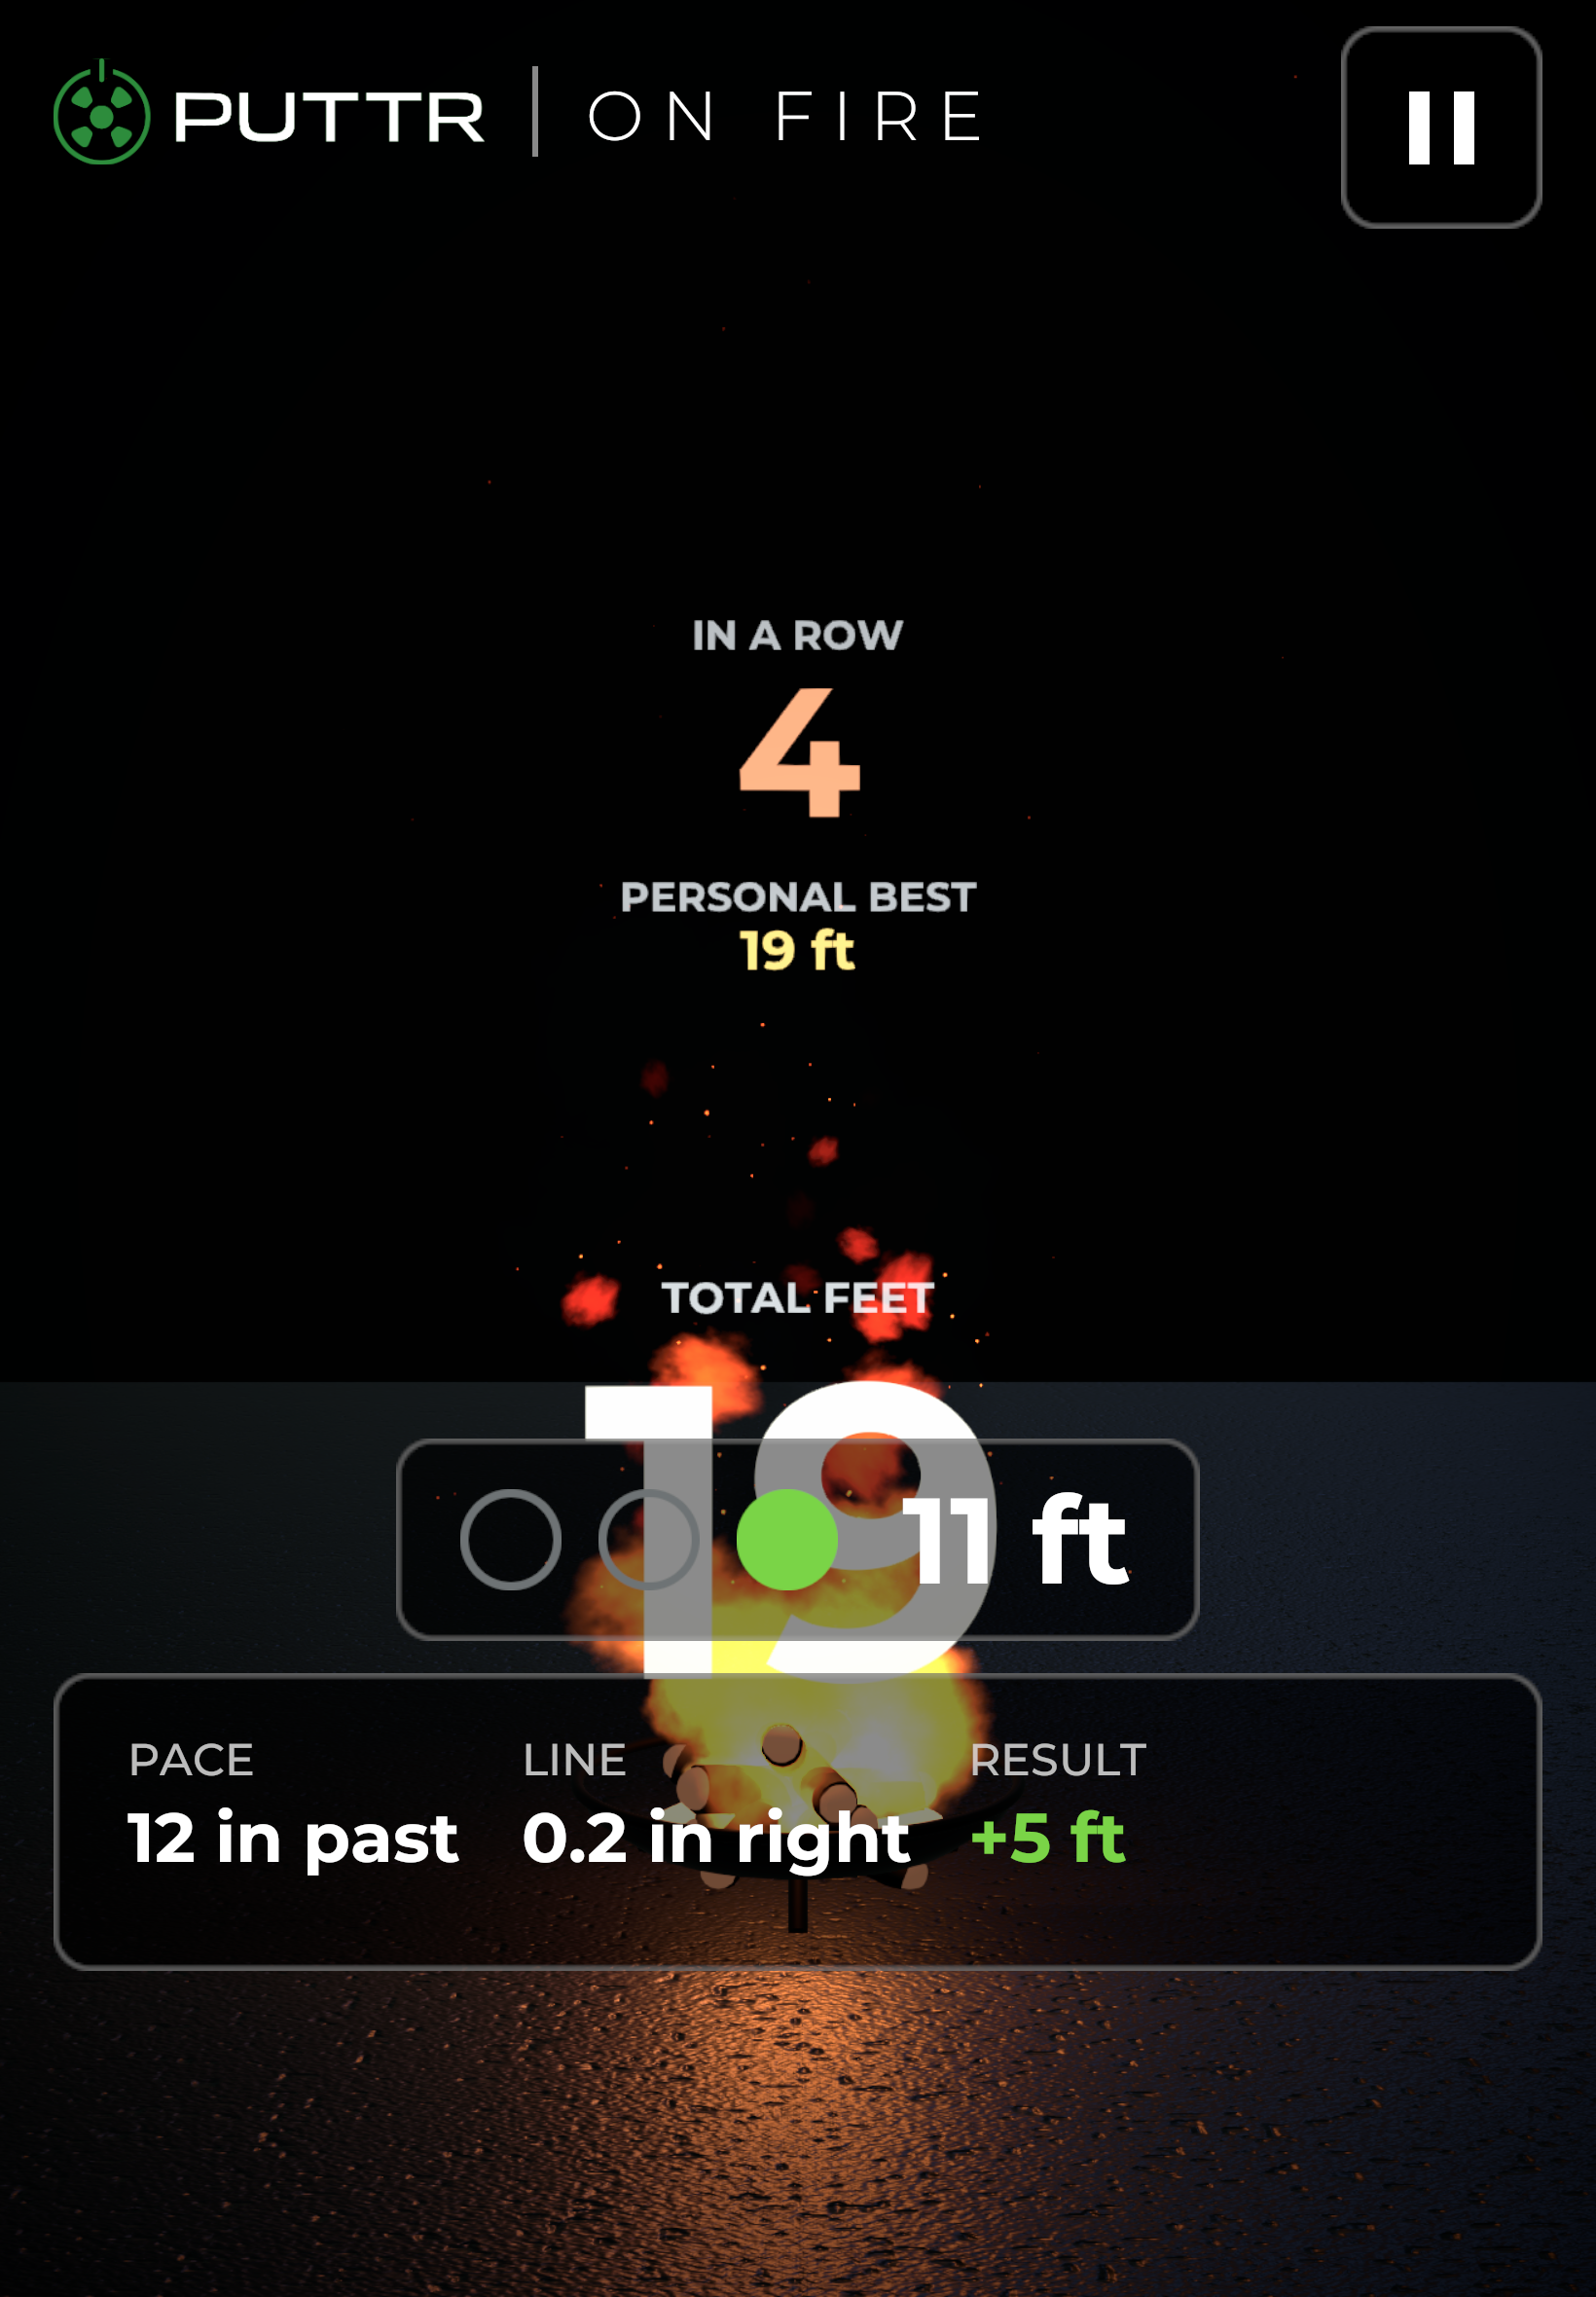 PUTTR | ON FIRE
IN A ROW
4
PERSONAL BEST
19 ft
TOTAL FEET
19
11 ft
PACE LINE RESULT
12 in past 0.2 in right +5 ft